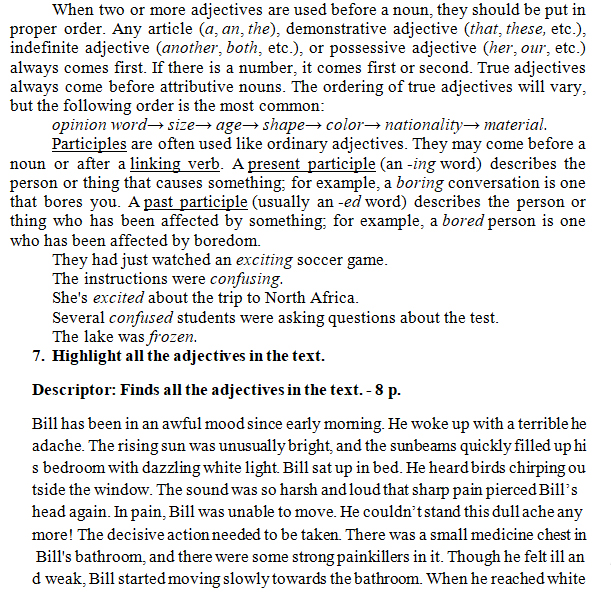 When two or more adjectives are used before a noun, they should be put in
proper order. Any article (a, an, the), demonstrative adjective (that, these, etc.),
indefinite adjective (another, both, etc.), or possessive adjective (her, our, etc.)
always comes first. If there is a number, it comes first or second. True adjectives
always come before attributive nouns. The ordering of true adjectives will vary,
but the following order is the most common:
opinion word→ size→ age→ shape→ color→ nationality→ material.
Participles are often used like ordinary adjectives. They may come before a
noun or after a linking verb. A present participle (an -ing word) describes the
person or thing that causes something; for example, a boring conversation is one
that bores you. A past participle (usually an -ed word) describes the person or
thing who has been affected by something; for example, a bored person is one
who has been affected by boredom.
They had just watched an exciting soccer game.
The instructions were confusing.
She's excited about the trip to North Africa.
Several confused students were asking questions about the test.
The lake was frozen.
7. Highlight all the adjectives in the text.
Descriptor: Finds all the adjectives in the text. - 8 p.
Bill has been in an awful mood since early morning. He woke up with a terrible he
adache. The rising sun was unusually bright, and the sunbeams quickly filled up hi
s bedroom with dazzling white light. Bill sat up in bed. He heard birds chirping ou
tside the window. The sound was so harsh and loud that sharp pain pierced Bill's
head again. In pain, Bill was unable to move. He couldn't stand this dull ache any
more! The decisive action needed to be taken. There was a small medicine chest in
Bill's bathroom, and there were some strong painkillers in it. Though he felt ill an
d weak, Bill started moving slowly towards the bathroom. When he reached white